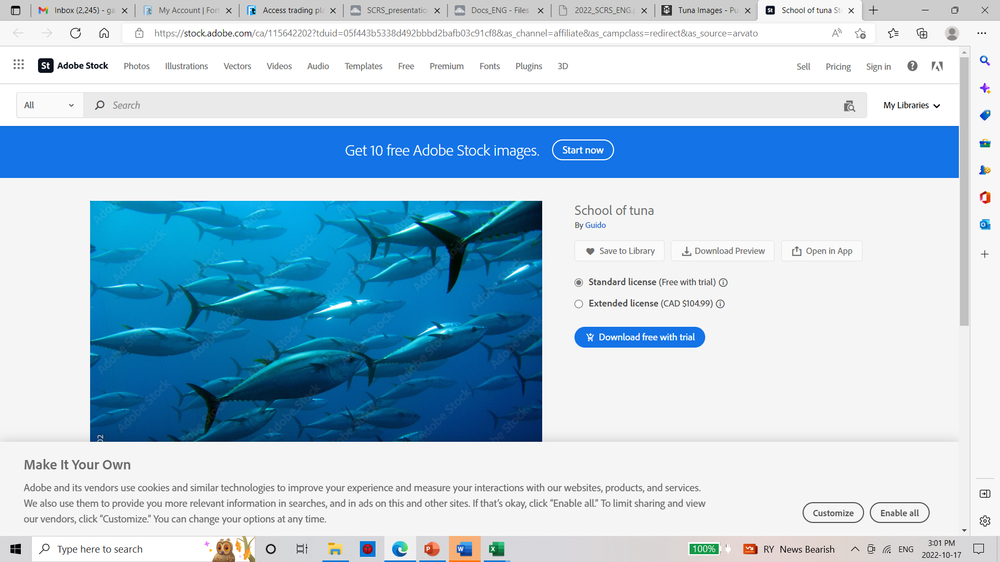 Inbox (2,245) - ga
My Account | Fort
Access trading pla
SCRS_presentation
Docs_ENG - Files
2022_SCRS_ENG.p
Tuna Images - Pu
School of tuna Sto
https://stock.adobe.com/ca/115642202?tduid=05f443b5338d492bbbd2bafb03c91cf8&as_channel=affiliate&as_campclass=redirect&as_source=arvato
St Adobe Stock Photos Illustrations Vectors Videos Audio Templates Free Premium Fonts Plugins 3D Sell Pricing Sign in
All Search My Libraries
Get 10 free Adobe Stock images. Start now
School of tuna
By Guido
Save to Library Download Preview Open in App
Standard license (Free with trial)
Extended license (CAD $104.99)
Download free with trial
Adobe Stock
Make It Your Own
Adobe and its vendors use cookies and similar technologies to improve your experience and measure your interactions with our websites, products, and services.
We also use them to provide you more relevant information in searches, and in ads on this and other sites. If that's okay, click “Enable all.” To limit sharing and view
our vendors, click “Customize.” You can change your options at any time.
Customize Enable all
Type here to search
100% RY News Bearish ENG
3:01 PM
2022-10-17